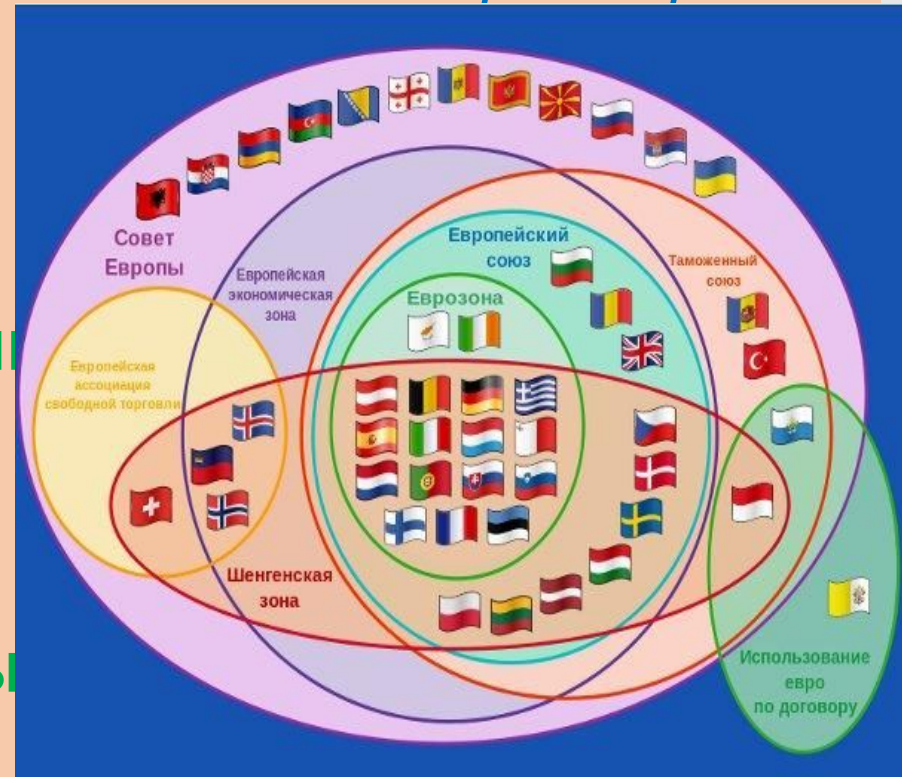 Совет
Европы
Европейская
экономическая
зона
Европейский
союз
Таможенный
союз
Еврозона
Европейская
ассоциация
свободной торговли
Шенгенская
зона
Использование
евро
по договору